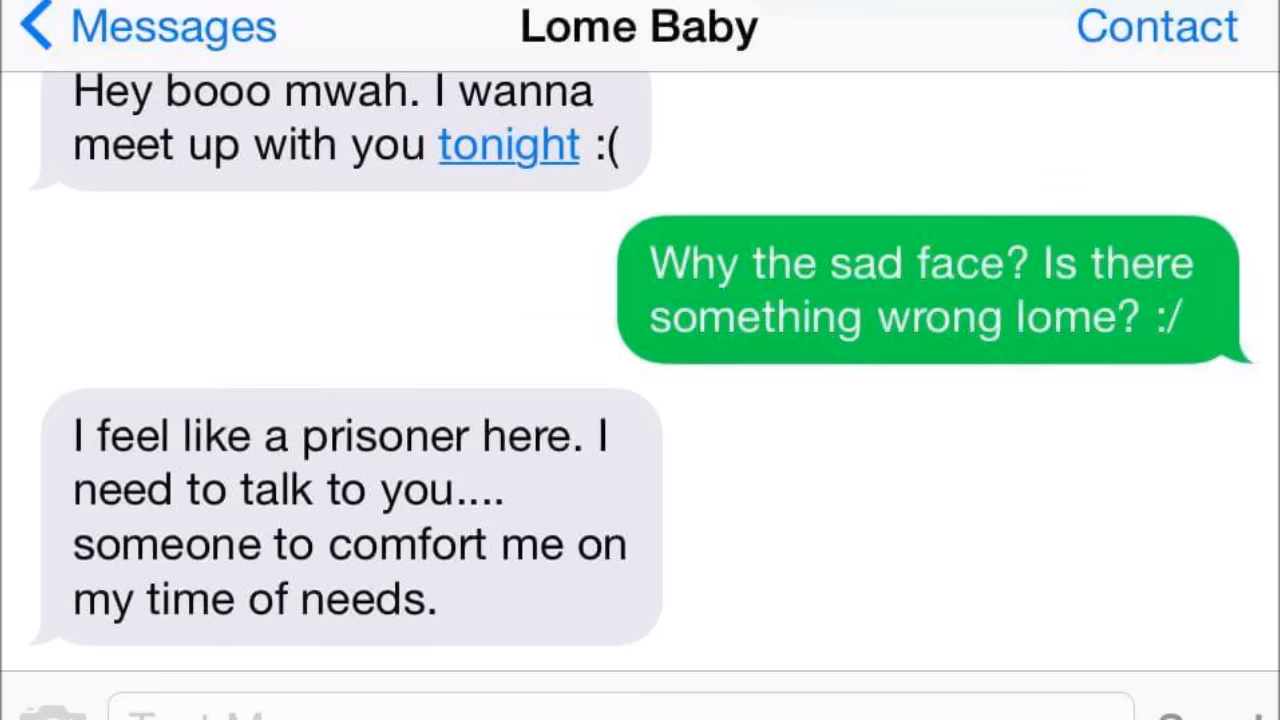 Messages Lome Baby Contact
Hey booo mwah. I wanna
meet up with you tonight :(
Why the sad face? Is there
something wrong lome? :/
I feel like a prisoner here. I
need to talk to you....
someone to comfort me on
my time of needs.